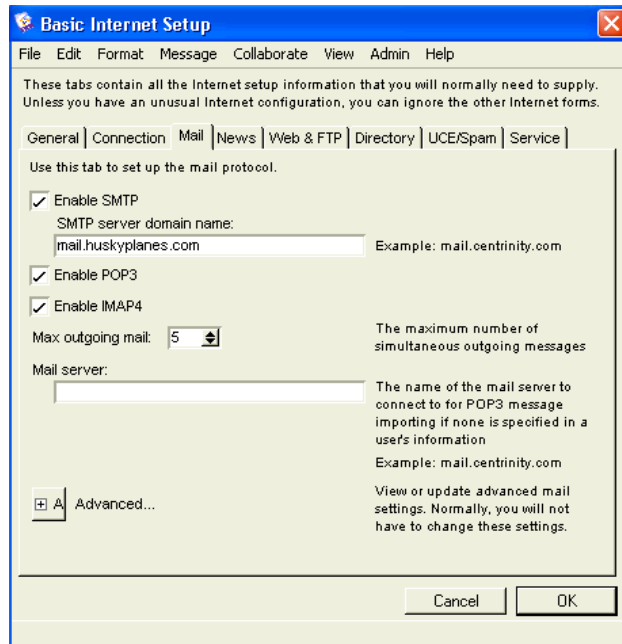 Basic Internet Setup
File Edit Format Message Collaborate View Admin Help
These tabs contain all the Internet setup information that you will normally need to supply.
Unless you have an unusual Internet configuration, you can ignore the other Internet forms.
General Connection Mail News Web & FTP Directory UCE/Spam Service
Use this tab to set up the mail protocol.
Enable SMTP
SMTP server domain name:
mail.huskyplanes.com Example: mail.centrinity.com
Enable POP3
Enable IMAP4
Max outgoing mail: 5
The maximum number of
simultaneous outgoing messages
Mail server:
The name of the mail server to
connect to for POP3 message
importing if none is specified in a
user's information
Example: mail.centrinity.com
A Advanced...
View or update advanced mail
settings. Normally, you will not
have to change these settings.
Cancel OK